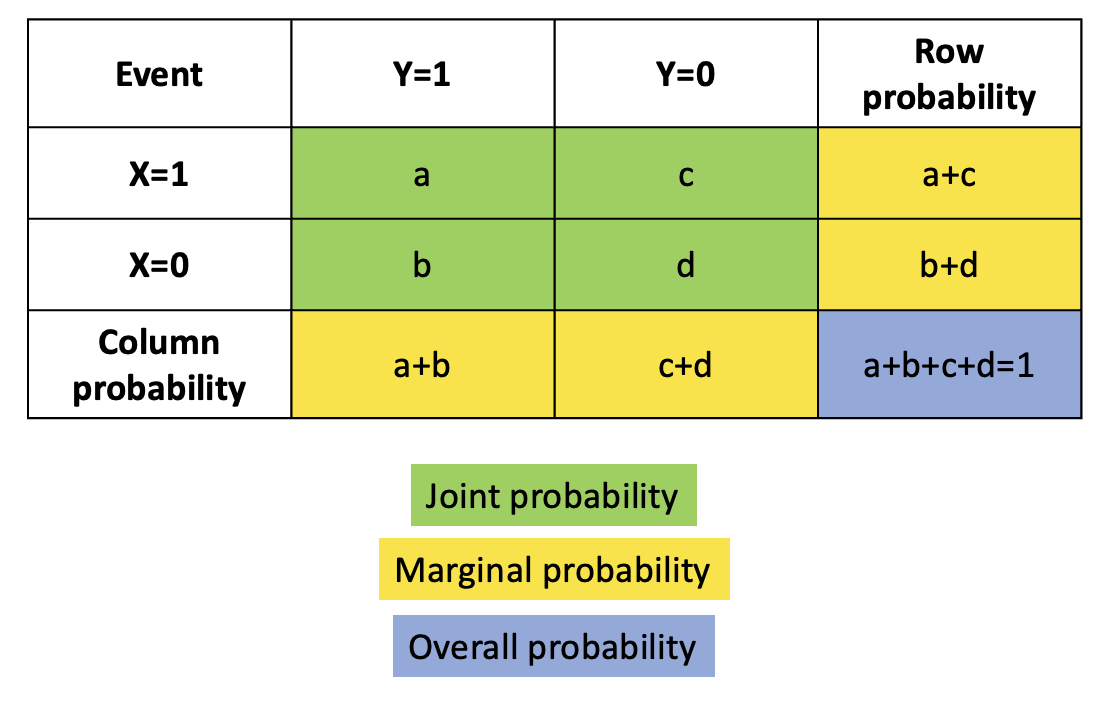 Event Y=1 Y=0 Row probability
X=1 a c a+c
X=0 b d b+d
Column probability a+b c+d a+b+c+d=1
Joint probability
Marginal probability
Overall probability